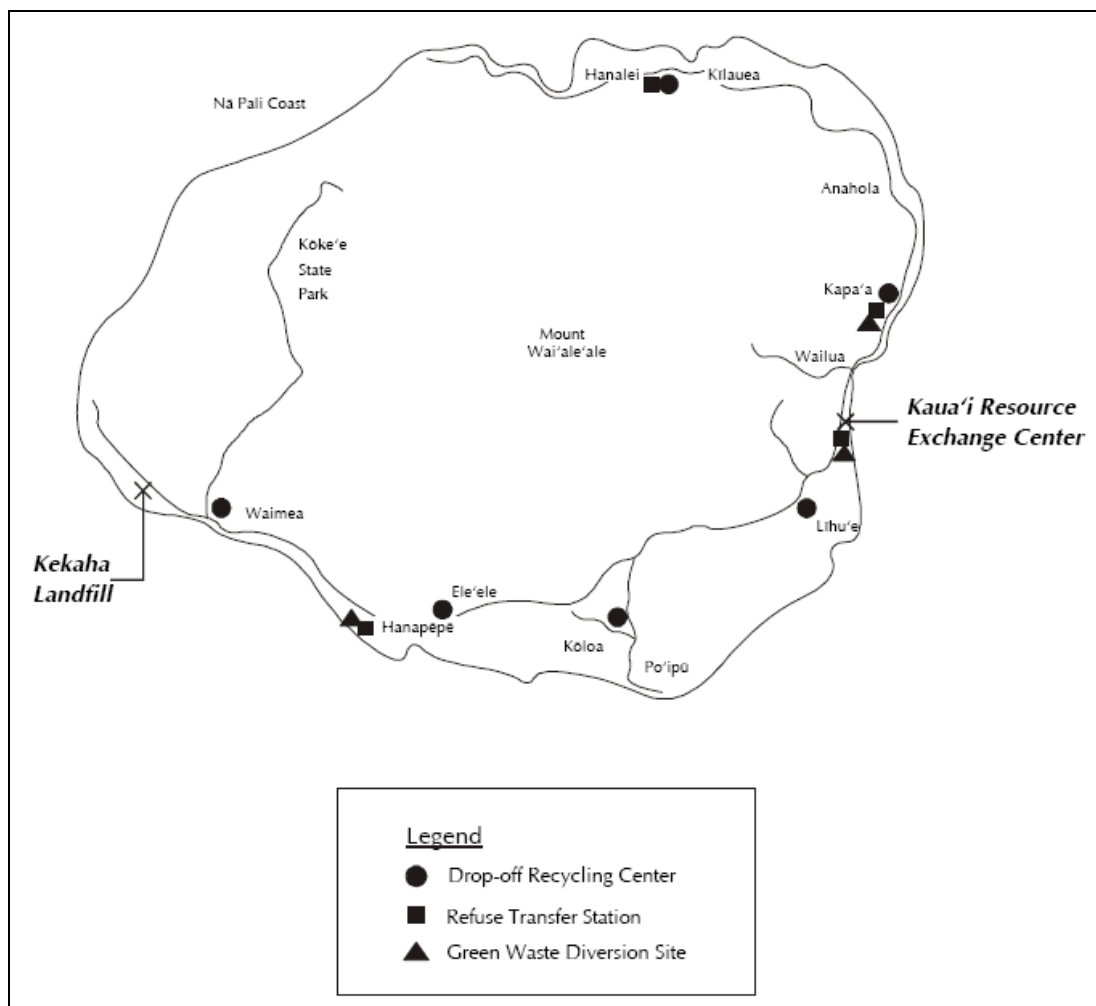 Hanalei
Kīlauea
Nā Pali Coast
Anahola
Kōke‘e
State
Park
Kapa‘a
Mount
Wai‘ale‘ale
Wailua
Kaua‘i Resource
Exchange Center
Waimea
Līhu‘e
Kekaha
Landfill
Ele‘ele
Hanapēpē
Kōloa
Po‘ipū
Legend
Drop-off Recycling Center
Refuse Transfer Station
Green Waste Diversion Site